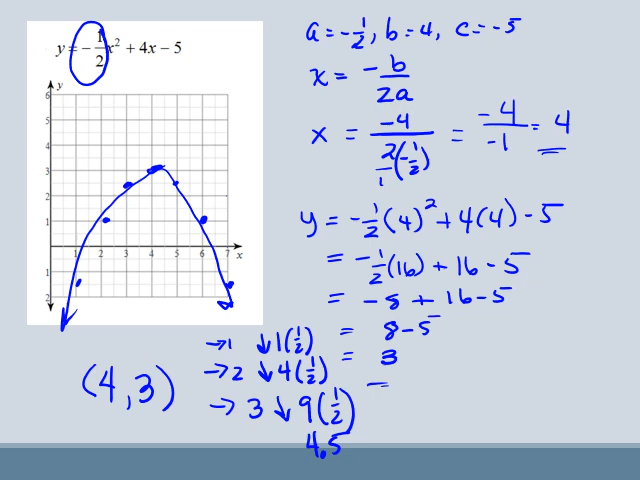 y = -1/2 x² + 4x - 5
y
6
5
4
3
2
1
1 2 3 4 5 6 7 x
1
2
(4,3)
a = -1/2, b = 4, c = -5
x = -b/2a
x = -4/(2/1(-1/2)) = -4/-1 = 4
y = -1/2(4)² + 4(4) - 5
= -1/2(16) + 16 - 5
= -8 + 16 - 5
= 8 - 5
= 3
→ 1 ↓ 1(1/2)
→ 2 ↓ 4(1/2)
→ 3 ↓ 9(1/2)
4.5